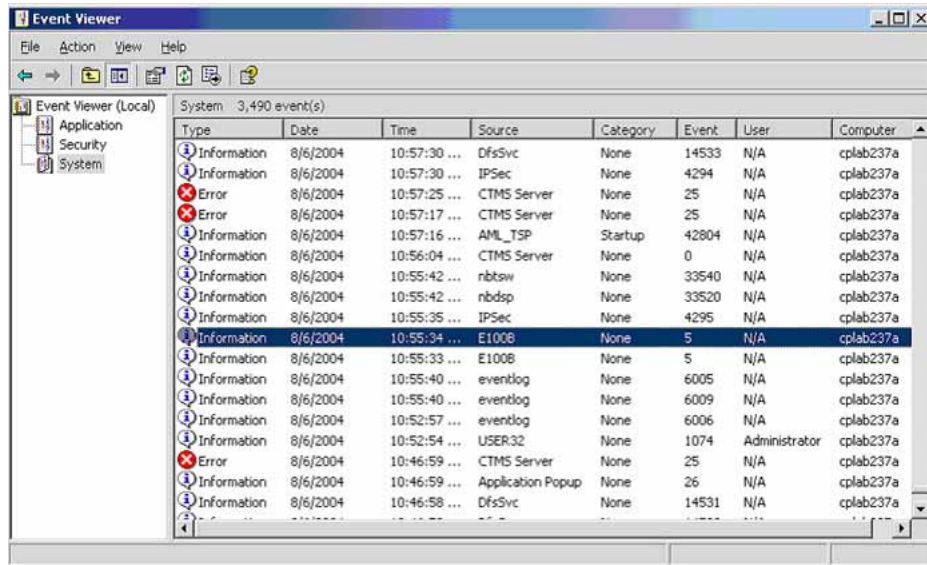 Event Viewer
File Action View Help
Event Viewer (Local)
Application
Security
System
System 3,490 event(s)
Type Date Time Source Category Event User Computer
Information 8/6/2004 10:57:30 ... DfsSvc None 14533 N/A cplab237a
Information 8/6/2004 10:57:30 ... IPSec None 4294 N/A cplab237a
Error 8/6/2004 10:57:25 ... CTMS Server None 25 N/A cplab237a
Error 8/6/2004 10:57:17 ... CTMS Server None 25 N/A cplab237a
Information 8/6/2004 10:57:16 ... AML_TSP Startup 42804 N/A cplab237a
Information 8/6/2004 10:56:04 ... CTMS Server None 0 N/A cplab237a
Information 8/6/2004 10:55:42 ... nbtsw None 33540 N/A cplab237a
Information 8/6/2004 10:55:42 ... nbdsp None 33520 N/A cplab237a
Information 8/6/2004 10:55:35 ... IPSec None 4295 N/A cplab237a
Information 8/6/2004 10:55:34 ... E100B None 5 N/A cplab237a
Information 8/6/2004 10:55:33 ... E100B None 5 N/A cplab237a
Information 8/6/2004 10:55:40 ... eventlog None 6005 N/A cplab237a
Information 8/6/2004 10:55:40 ... eventlog None 6009 N/A cplab237a
Information 8/6/2004 10:52:57 ... eventlog None 6006 N/A cplab237a
Information 8/6/2004 10:52:54 ... USER32 None 1074 Administrator cplab237a
Error 8/6/2004 10:46:59 ... CTMS Server None 25 N/A cplab237a
Information 8/6/2004 10:46:59 ... Application Popup None 26 N/A cplab237a
Information 8/6/2004 10:46:58 ... DfsSvc None 14531 N/A cplab237a